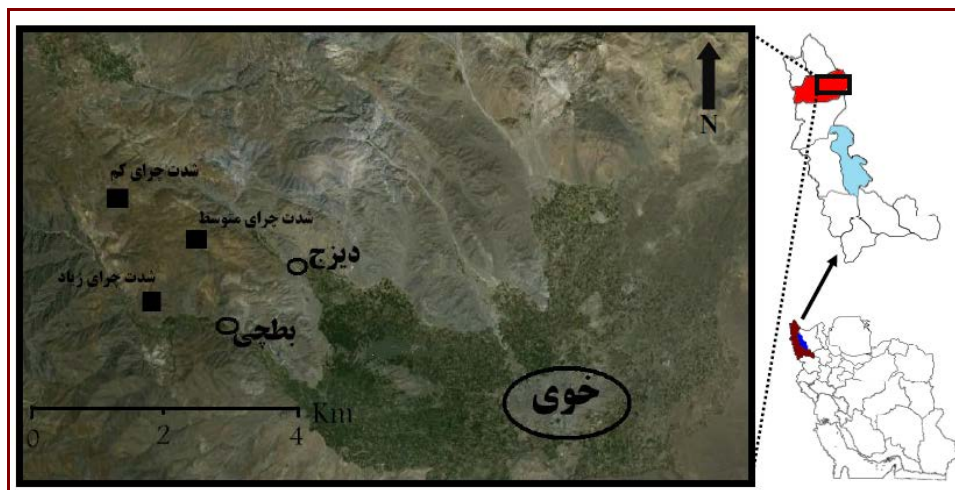 N
شدت چرای کم
شدت چرای متوسط
دیزج
شدت چرای زیاد
بطچی
خوی
Km
0 2 4